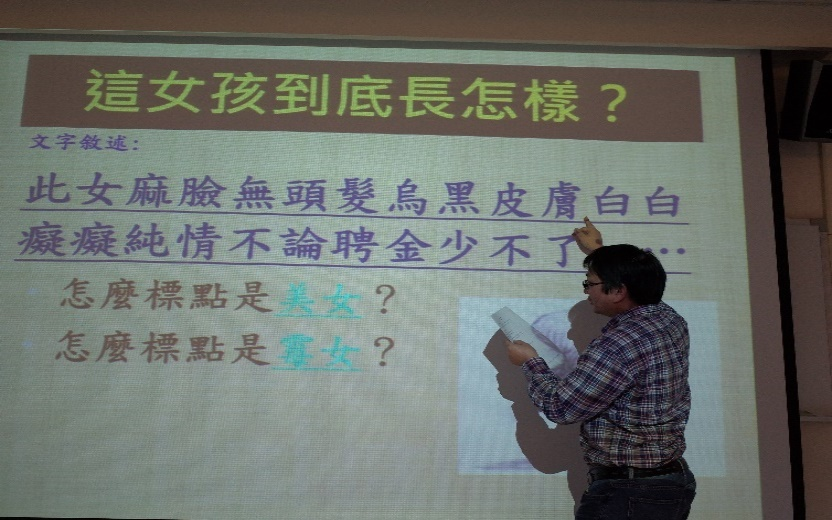 這女孩到底長怎樣？
文字敘述：
此女麻臉無頭髮烏黑皮膚白白
癡癡純情不論聘金少不了……
怎麼標點是美女？
怎麼標點是霉女？